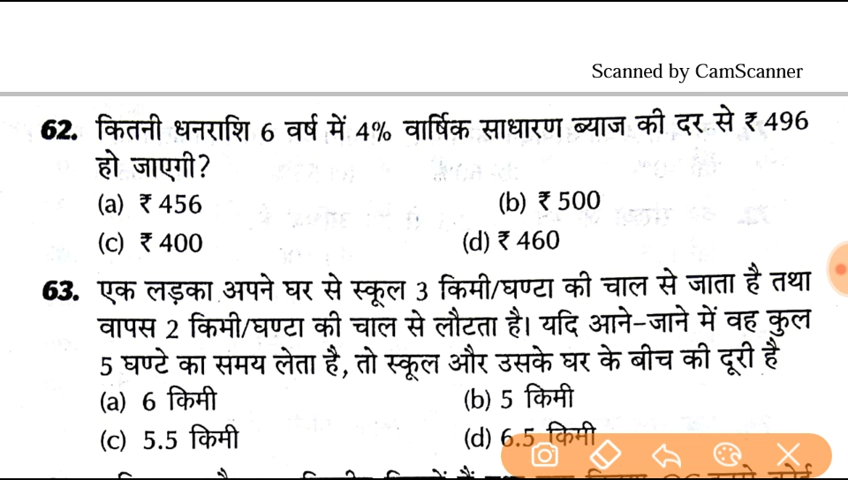 Scanned by CamScanner
62. कितनी धनराशि 6 वर्ष में 4% वार्षिक साधारण ब्याज की दर से ₹ 496
हो जाएगी?
(a) ₹ 456 (b) ₹ 500
(c) ₹ 400 (d) ₹ 460
63. एक लड़का अपने घर से स्कूल 3 किमी/घण्टा की चाल से जाता है तथा
वापस 2 किमी/घण्टा की चाल से लौटता है। यदि आने-जाने में वह कुल
5 घण्टे का समय लेता है, तो स्कूल और उसके घर के बीच की दूरी है
(a) 6 किमी (b) 5 किमी
(c) 5.5 किमी (d) 6.5 किमी